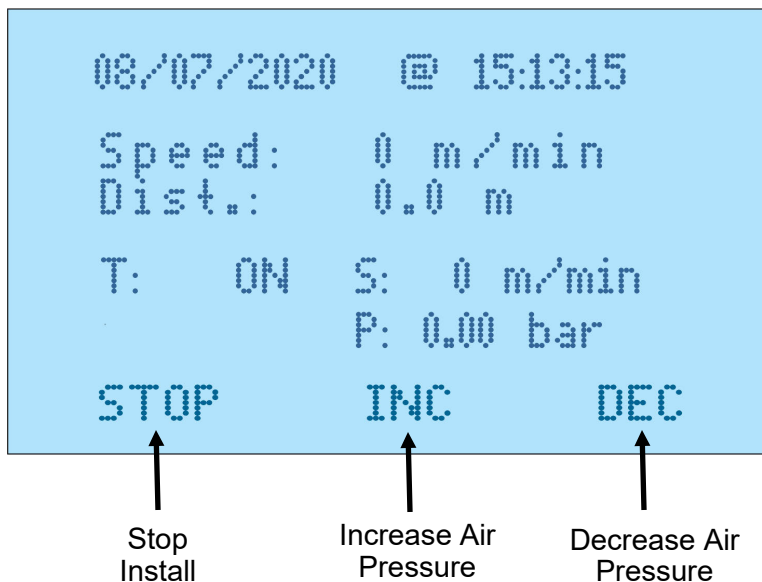 08/07/2020 @ 15:13:15
Speed: 0 m/min
Dist.: 0.0 m
T: ON S: 0 m/min
P: 0.00 bar
STOP INC DEC
Stop Install
Increase Air Pressure
Decrease Air Pressure